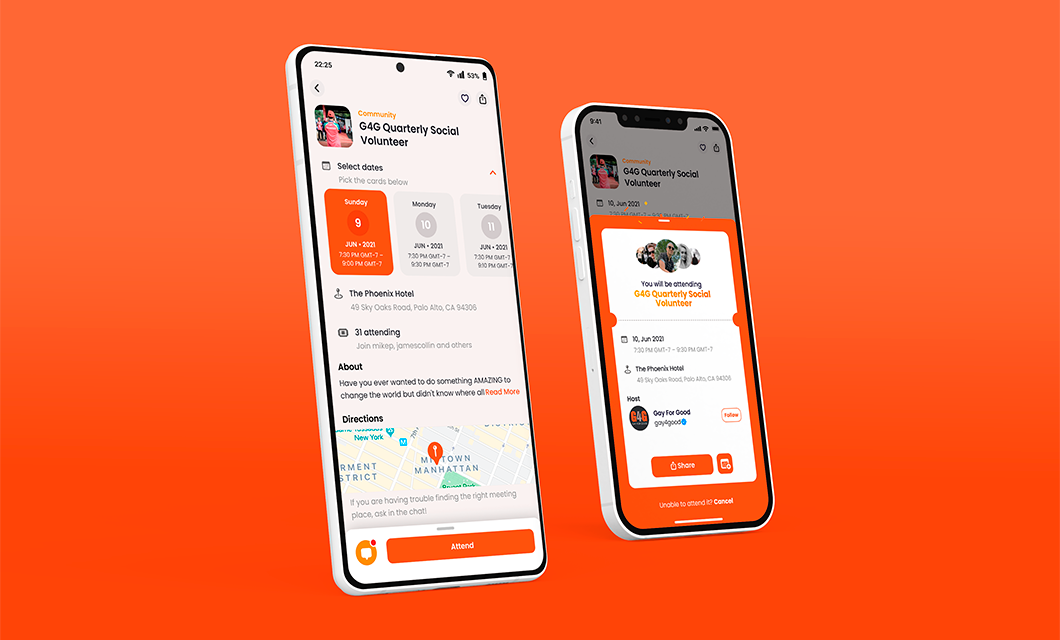 22:25
53%
Community
G4G Quarterly Social
Volunteer
Select dates
Pick the cards below
Sunday
9
JUN • 2021
7:30 PM GMT-7 –
9:00 PM GMT-7
Monday
10
JUN • 2021
7:30 PM GMT-7 –
9:30 PM GMT-7
Tuesday
11
JUN • 2021
7:30 PM GMT-7 –
9:10 PM GMT-7
The Phoenix Hotel
49 Sky Oaks Road, Palo Alto, CA 94306
31 attending
Join mikep, jamescollin and others
About
Have you ever wanted to do something AMAZING to
change the world but didn't know where all Read More
Directions
New York
M
MIDTOWN
MANHATTAN
RMENT
STRICT
Bryant Park
If you are having trouble finding the right meeting
place, ask in the chat!
Attend
9:41
Community
G4G Quarterly Social
Volunteer
10, Jun 2021
7:30 PM GMT-7 – 9:30 PM GMT-7
You will be attending
G4G Quarterly Social
Volunteer
10, Jun 2021
7:30 PM GMT-7 – 9:30 PM GMT-7
The Phoenix Hotel
49 Sky Oaks Road, Palo Alto, CA 94306
Host
G4G
Gay For Good
gay4good
Follow
Share
Unable to attend it? Cancel